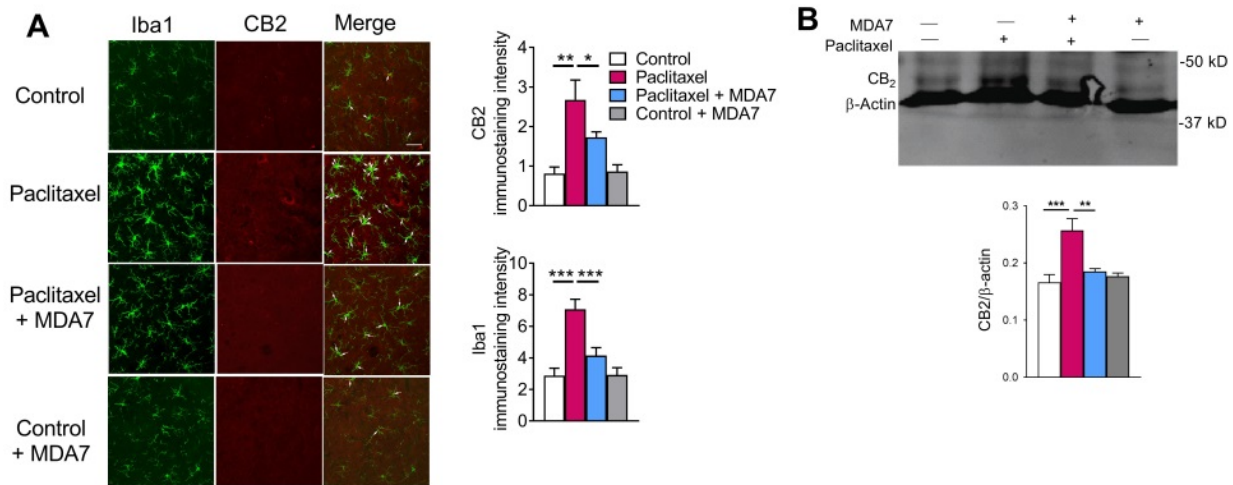 A
Iba1 CB2 Merge
Control
Paclitaxel
Paclitaxel
+ MDA7
Control
+ MDA7
CB2
immunostaining intensity
4
3
2
1
0
** *
Control
Paclitaxel
Paclitaxel + MDA7
Control + MDA7
Iba1
immunostaining intensity
10
8
6
4
2
0
*** ***
B
MDA7 — — + +
Paclitaxel — + + —
CB₂
β-Actin
-50 kD
-37 kD
CB2/β-actin
0.3
0.2
0.1
0.0
*** **